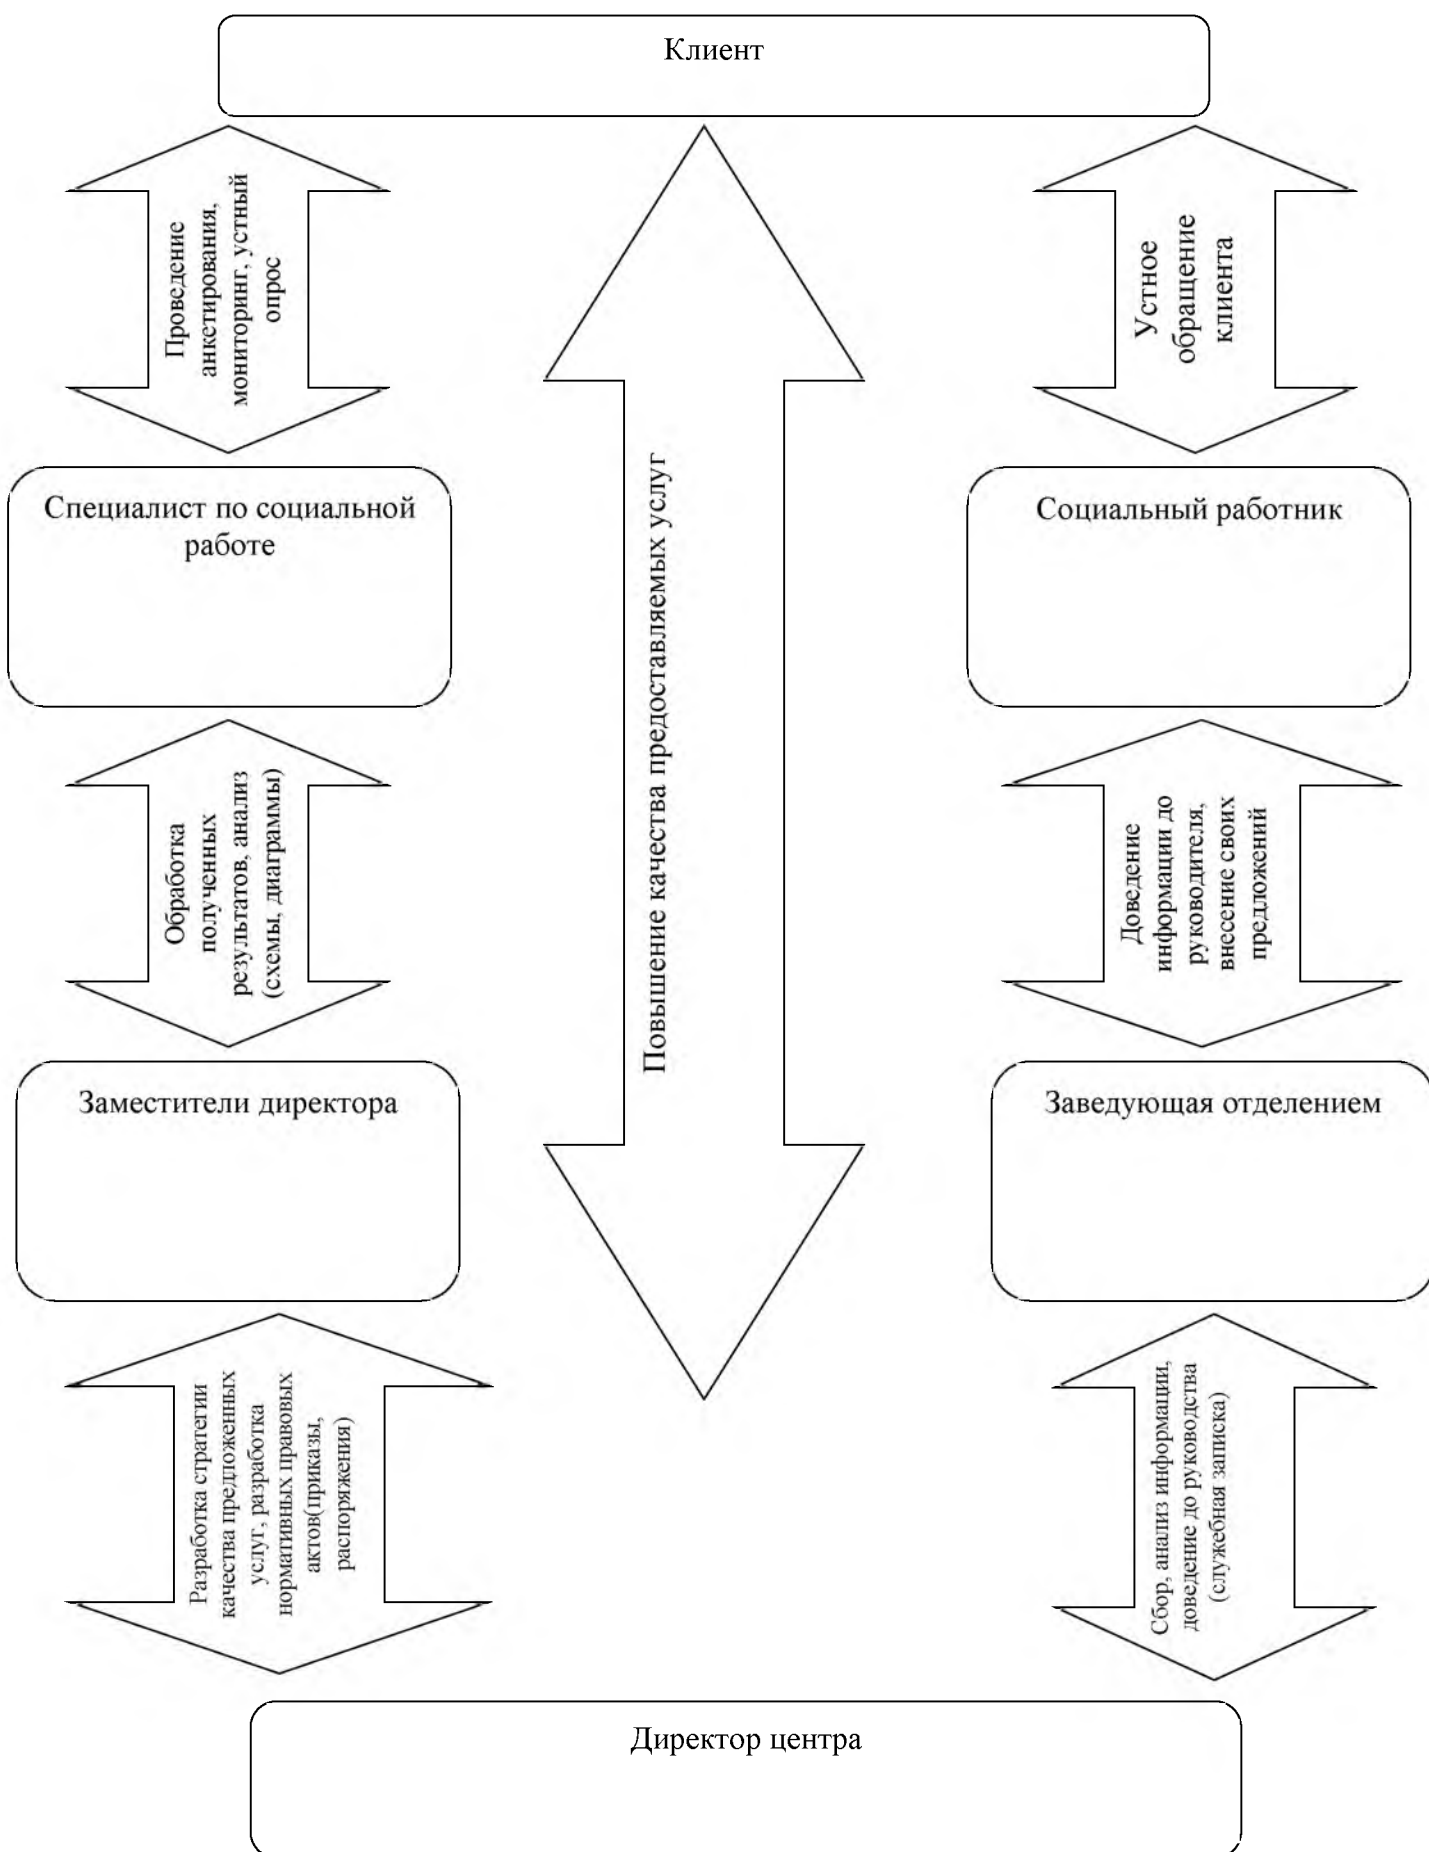 Клиент
Проведение
анкетирования,
мониторинг, устный
опрос
Устное
обращение
клиента
Специалист по социальной
работе
Социальный работник
Повышение качества предоставляемых услуг
Обработка
полученных
результатов, анализ
(схемы, диаграммы)
Доведение
информации до
руководителя,
внесение своих
предложений
Заместители директора
Заведующая отделением
Разработка стратегии
качества предложенных
услуг, разработка
нормативных правовых
актов(приказы,
распоряжения)
Сбор, анализ информации,
доведение до руководства
(служебная записка)
Директор центра